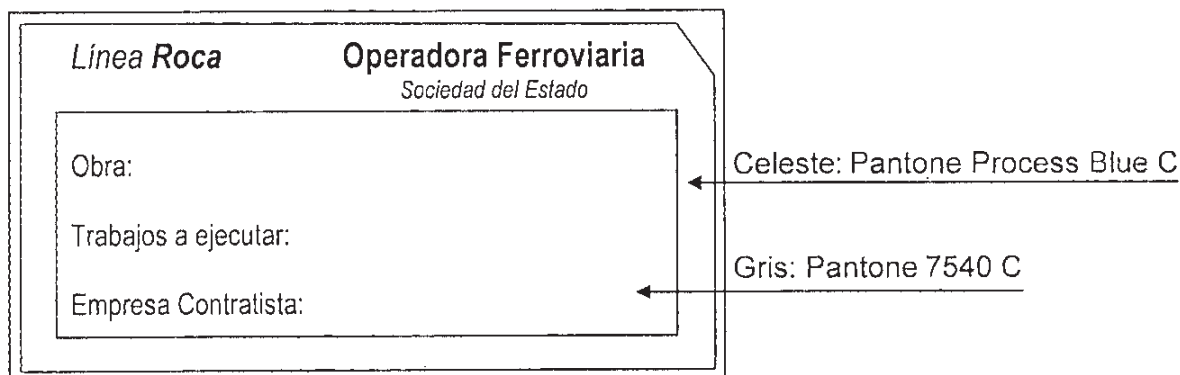 Línea Roca
Operadora Ferroviaria
Sociedad del Estado
Obra:
Trabajos a ejecutar:
Empresa Contratista:
Celeste: Pantone Process Blue C
Gris: Pantone 7540 C